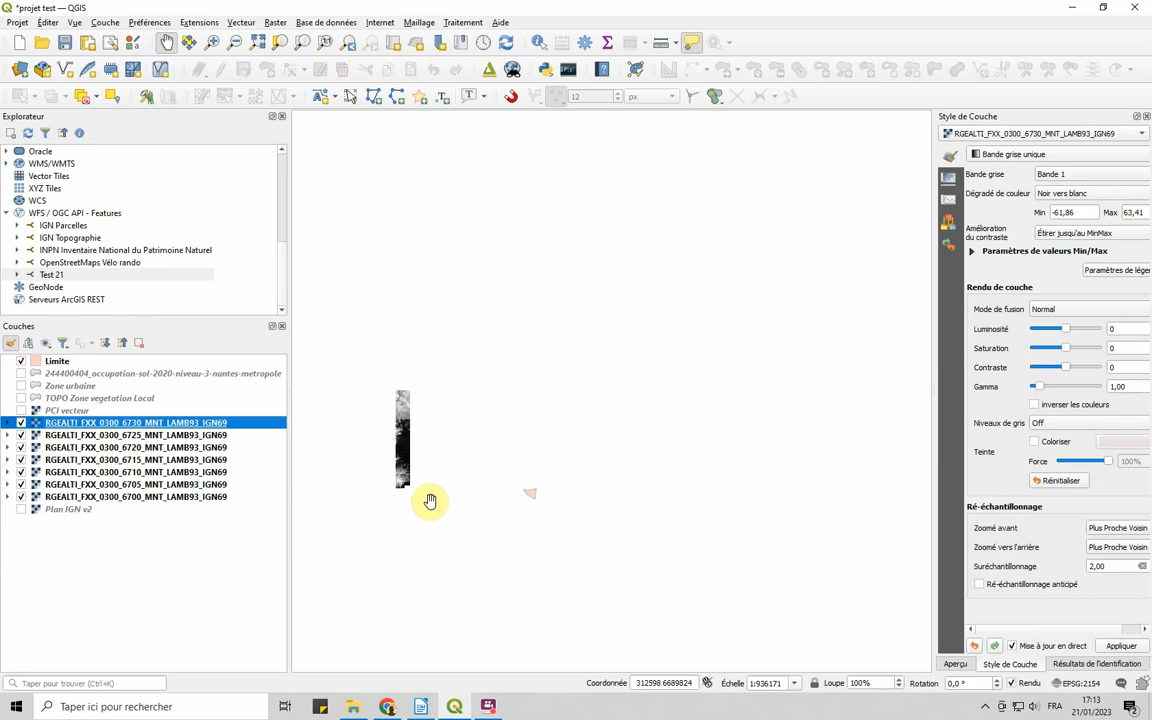 *projet test — QGIS
Projet Éditer Vue Couche Préférences Extensions Vecteur Raster Base de données Internet Maillage Traitement Aide
12 px
Explorateur
Oracle
WMS/WMTS
Vector Tiles
XYZ Tiles
WCS
WFS / OGC API - Features
IGN Parcelles
IGN Topographie
INPN Inventaire National du Patrimoine Naturel
OpenStreetMaps Vélo rando
Test 21
GeoNode
Serveurs ArcGIS REST
Couches
Limite
244400404_occupation-sol-2020-niveau-3-nantes-metropole
Zone urbaine
TOPO Zone vegetation Local
PCI vecteur
RGEALTI_FXX_0300_6730_MNT_LAMB93_IGN69
RGEALTI_FXX_0300_6725_MNT_LAMB93_IGN69
RGEALTI_FXX_0300_6720_MNT_LAMB93_IGN69
RGEALTI_FXX_0300_6715_MNT_LAMB93_IGN69
RGEALTI_FXX_0300_6710_MNT_LAMB93_IGN69
RGEALTI_FXX_0300_6705_MNT_LAMB93_IGN69
RGEALTI_FXX_0300_6700_MNT_LAMB93_IGN69
Plan IGN v2
Style de Couche
RGEALTI_FXX_0300_6730_MNT_LAMB93_IGN69
Bande grise unique
Bande grise Bande 1
Dégradé de couleur Noir vers blanc
Min -61,86 Max 63,41
Amélioration du contraste Étirer jusqu'au MinMax
Paramètres de valeurs Min/Max
Paramètres de lége
Rendu de couche
Mode de fusion Normal
Luminosité 0
Saturation 0
Contraste 0
Gamma 1,00
inverser les couleurs
Niveaux de gris Off
Teinte Coloriser
Force 100%
Réinitialiser
Ré-échantillonnage
Zoomé avant Plus Proche Voisin
Zoomé vers l'arrière Plus Proche Voisin
Suréchantillonnage 2,00
Ré-échantillonnage anticipé
Mise à jour en direct Appliquer
Aperçu Style de Couche Résultats de l'identification
Taper pour trouver (Ctrl+K) Coordonnée 312598 6689824 Échelle 1:936171 Loupe 100% Rotation 0,0 ° Rendu EPSG:2154
Taper ici pour rechercher
FRA
17:13
21/01/2023
2